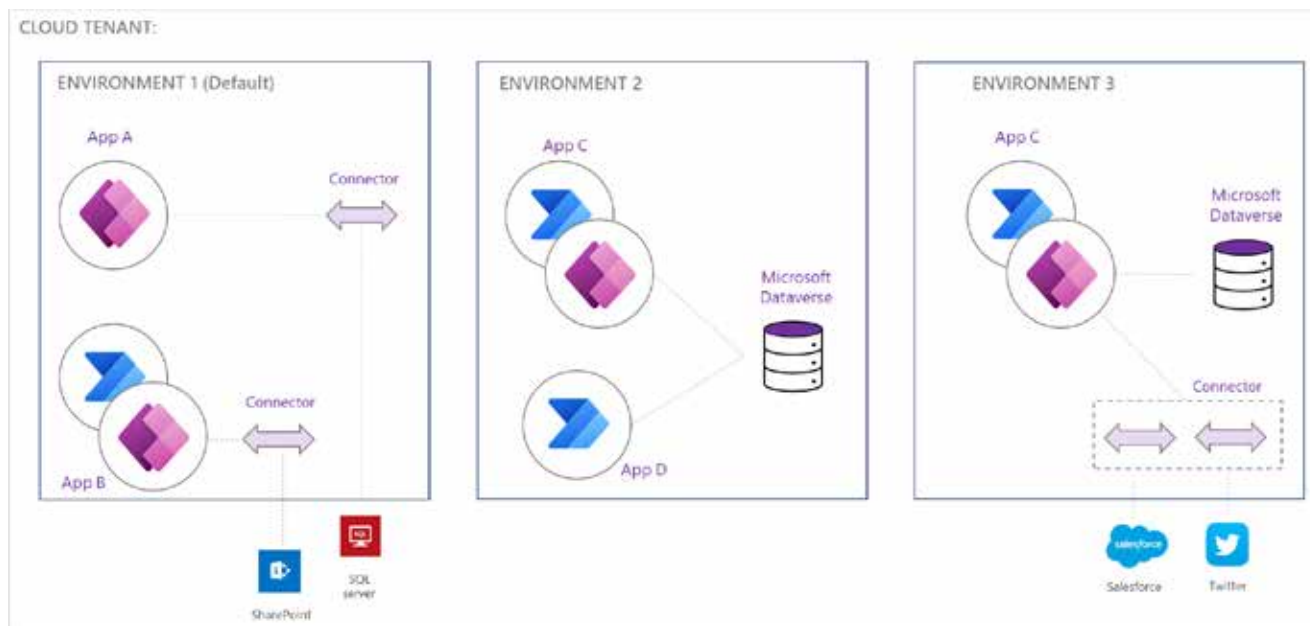 CLOUD TENANT:
ENVIRONMENT 1 (Default)
App A
Connector
Connector
App B
SharePoint
SQL
SQL
server
ENVIRONMENT 2
App C
Microsoft
Dataverse
App D
ENVIRONMENT 3
App C
Microsoft
Dataverse
Connector
salesforce
Salesforce
Twitter